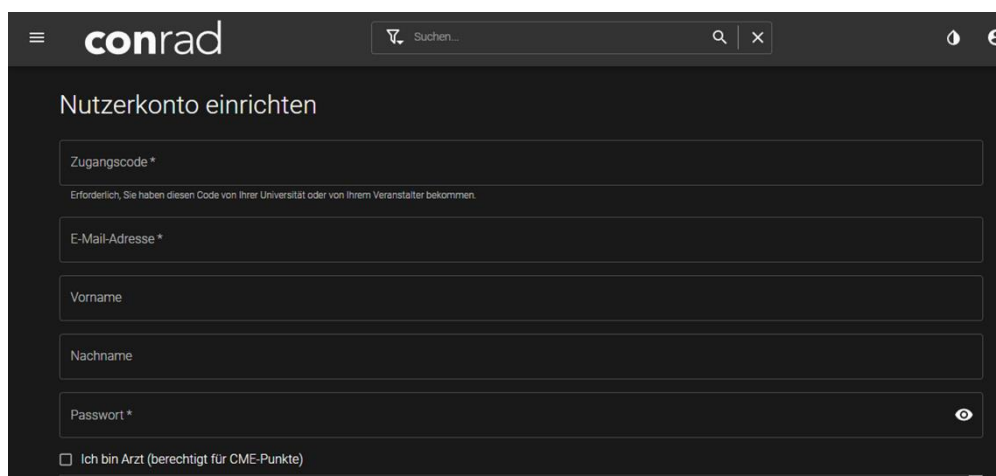 conrad
Suchen...
Nutzerkonto einrichten
Zugangscode *
Erforderlich, Sie haben diesen Code von Ihrer Universität oder von Ihrem Veranstalter bekommen.
E-Mail-Adresse *
Vorname
Nachname
Passwort *
Ich bin Arzt (berechtigt für CME-Punkte)